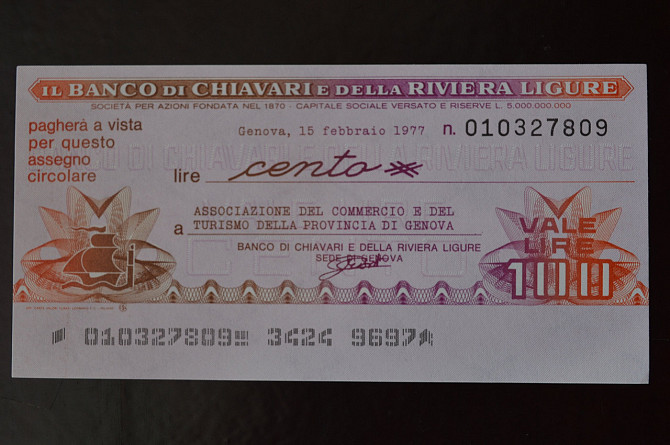 IL BANCO DI CHIAVARI E DELLA RIVIERA LIGURE
SOCIETÀ PER AZIONI FONDATA NEL 1870 - CAPITALE SOCIALE VERSATO E RISERVE L. 5.000.000.000
pagherà a vista
per questo
assegno
circolare
Genova, 15 febbraio 1977 n. 010327809
lire cento
a ASSOCIAZIONE DEL COMMERCIO E DEL
TURISMO DELLA PROVINCIA DI GENOVA
BANCO DI CHIAVARI E DELLA RIVIERA LIGURE
SEDE DI GENOVA
VALE
LIRE
100
010327809 3424 9697